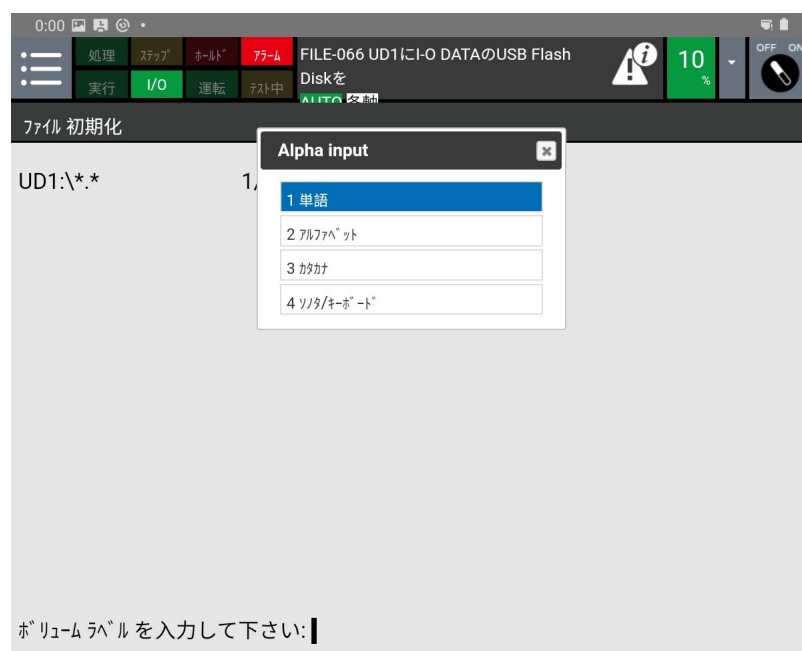 0:00
処理 ｽﾃｯﾌﾟ ﾎｰﾙﾄﾞ ｱﾗｰﾑ
実行 I/O 運転 ﾃｽﾄ中
FILE-066 UD1にI-O DATAのUSB Flash
Diskを
AUTO 各軸
10
%
OFF ON
ﾌｧｲﾙ 初期化
Alpha input
UD1:\*.* 1/
1 単語
2 ｱﾙﾌｧﾍﾞｯﾄ
3 ｶﾀｶﾅ
4 ｿﾉﾀ/ｷｰﾎﾞｰﾄﾞ
ﾎﾞﾘｭｰﾑ ﾗﾍﾞﾙ を入力して下さい: